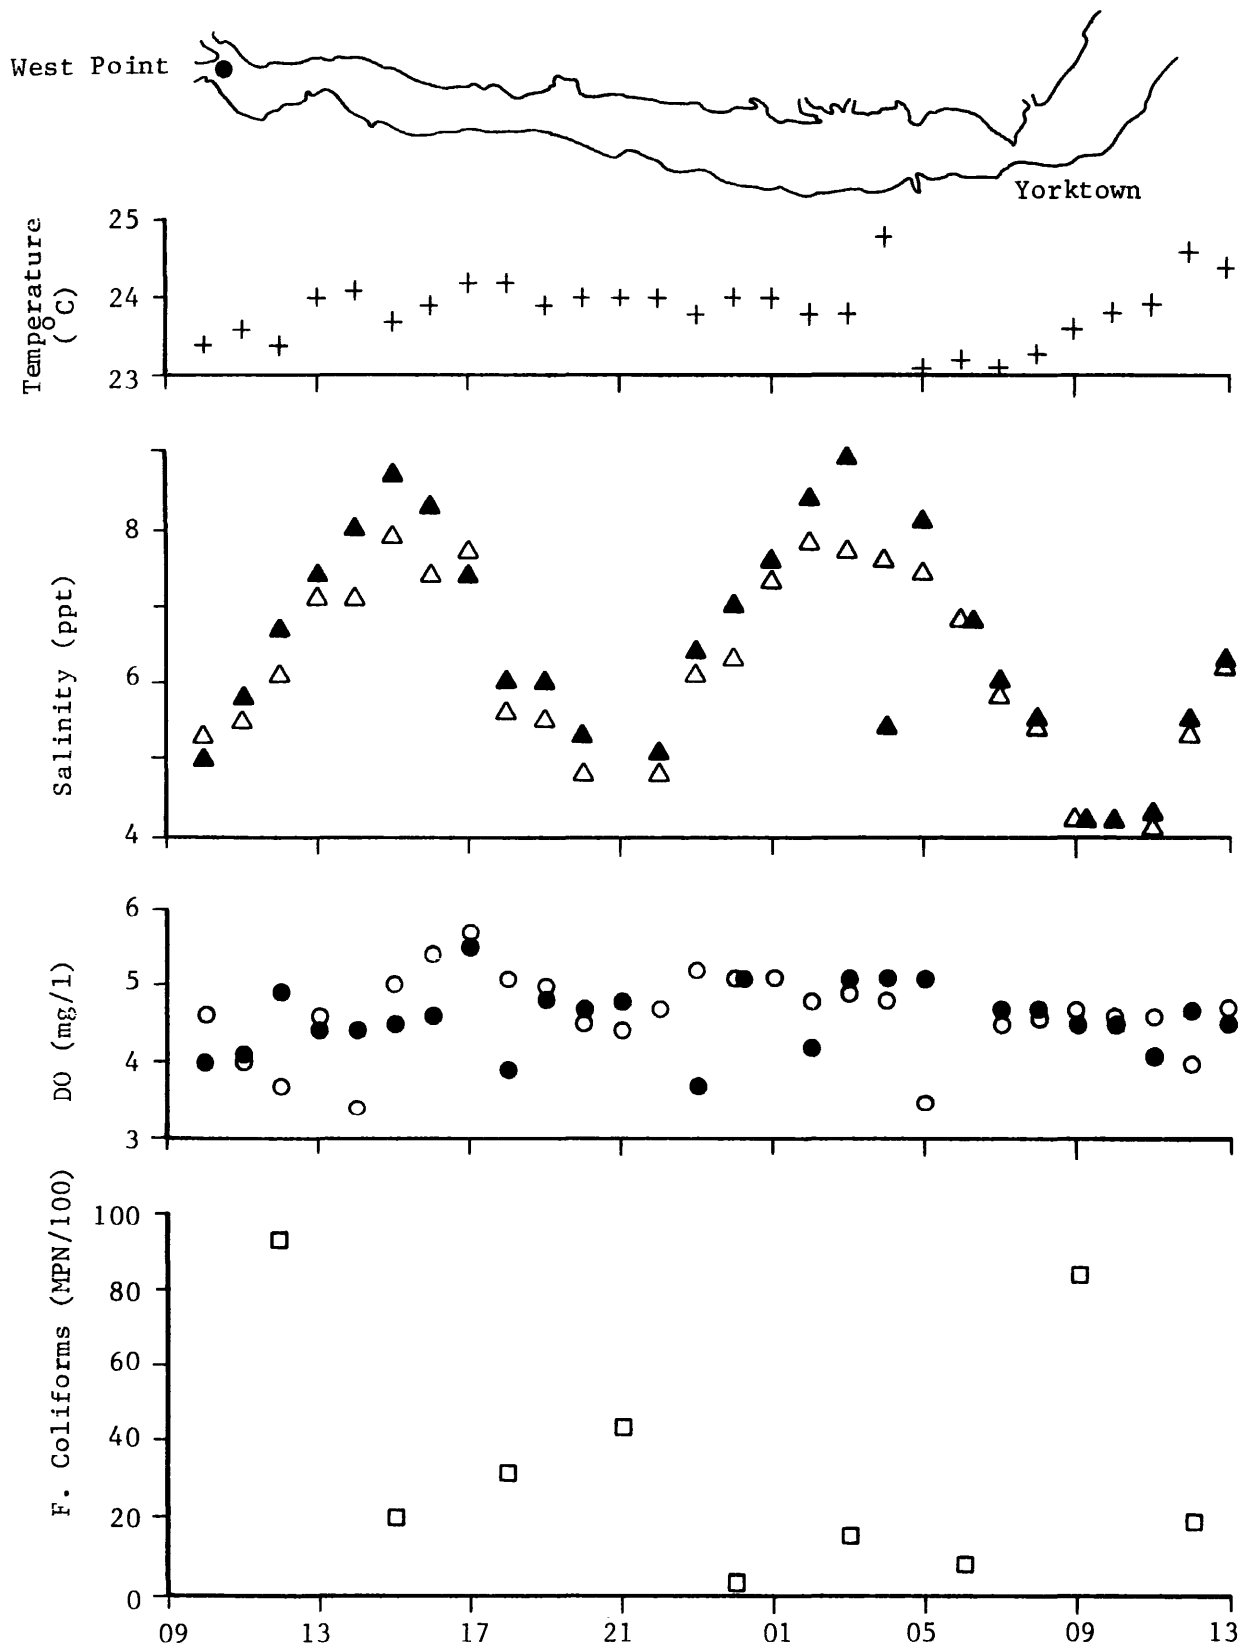 West Point
Yorktown
Temperature
(°C)
25
24
23
Salinity (ppt)
8
6
4
DO (mg/l)
6
5
4
3
F. Coliforms (MPN/100)
100
80
60
40
20
0
09 13 17 21 01 05 09 13